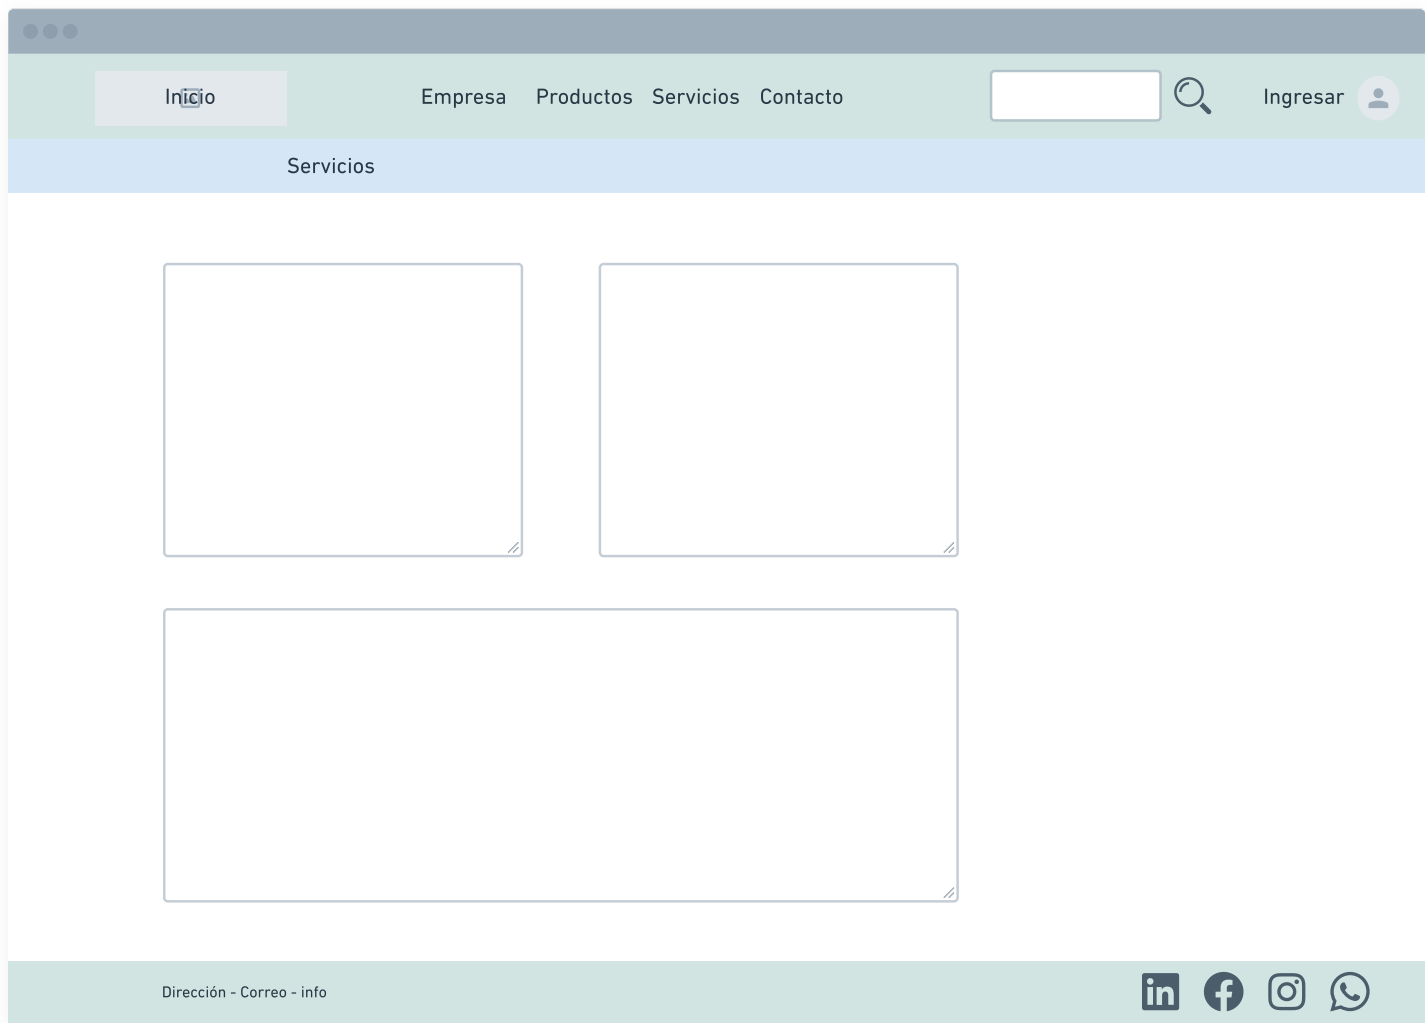 Inicio Empresa Productos Servicios Contacto Ingresar
Servicios
Dirección - Correo - info